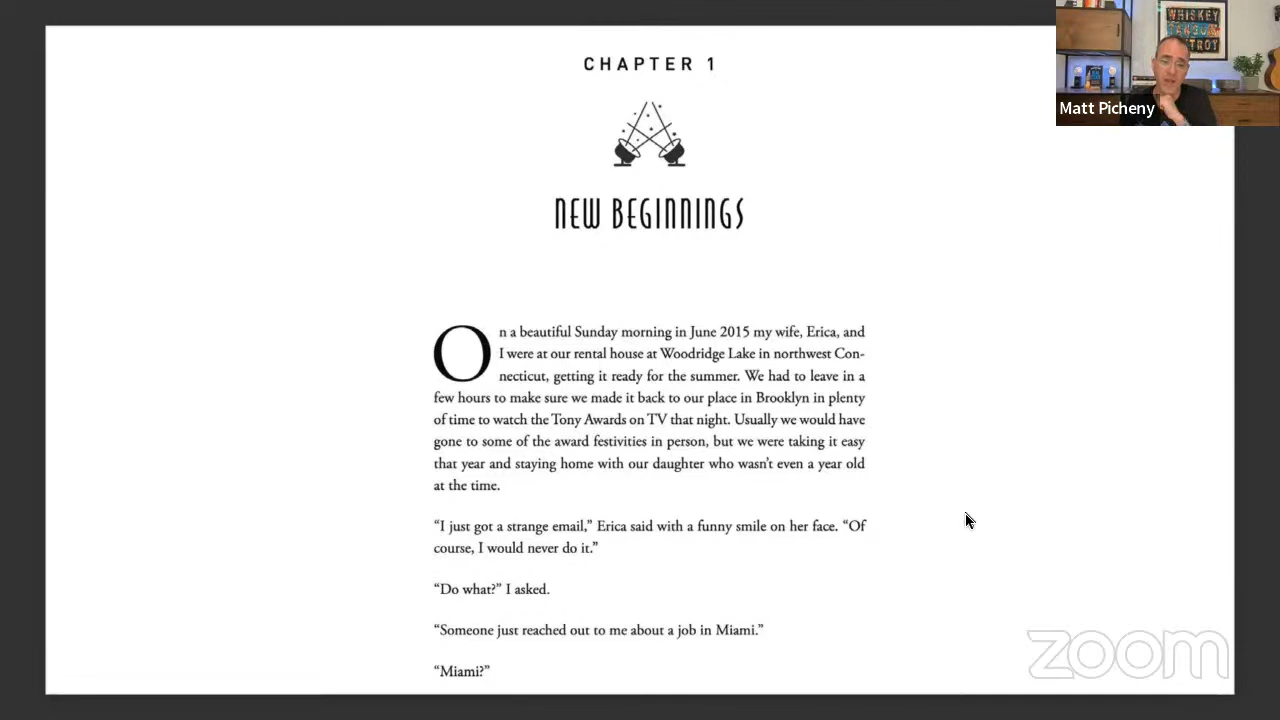 CHAPTER 1
WHISKEY
Matt Picheny
NEW BEGINNINGS
On a beautiful Sunday morning in June 2015 my wife, Erica, and
I were at our rental house at Woodridge Lake in northwest Con-
necticut, getting it ready for the summer. We had to leave in a
few hours to make sure we made it back to our place in Brooklyn in plenty
of time to watch the Tony Awards on TV that night. Usually we would have
gone to some of the award festivities in person, but we were taking it easy
that year and staying home with our daughter who wasn’t even a year old
at the time.
“I just got a strange email,” Erica said with a funny smile on her face. “Of
course, I would never do it.”
“Do what?” I asked.
“Someone just reached out to me about a job in Miami.”
“Miami?”
zoom